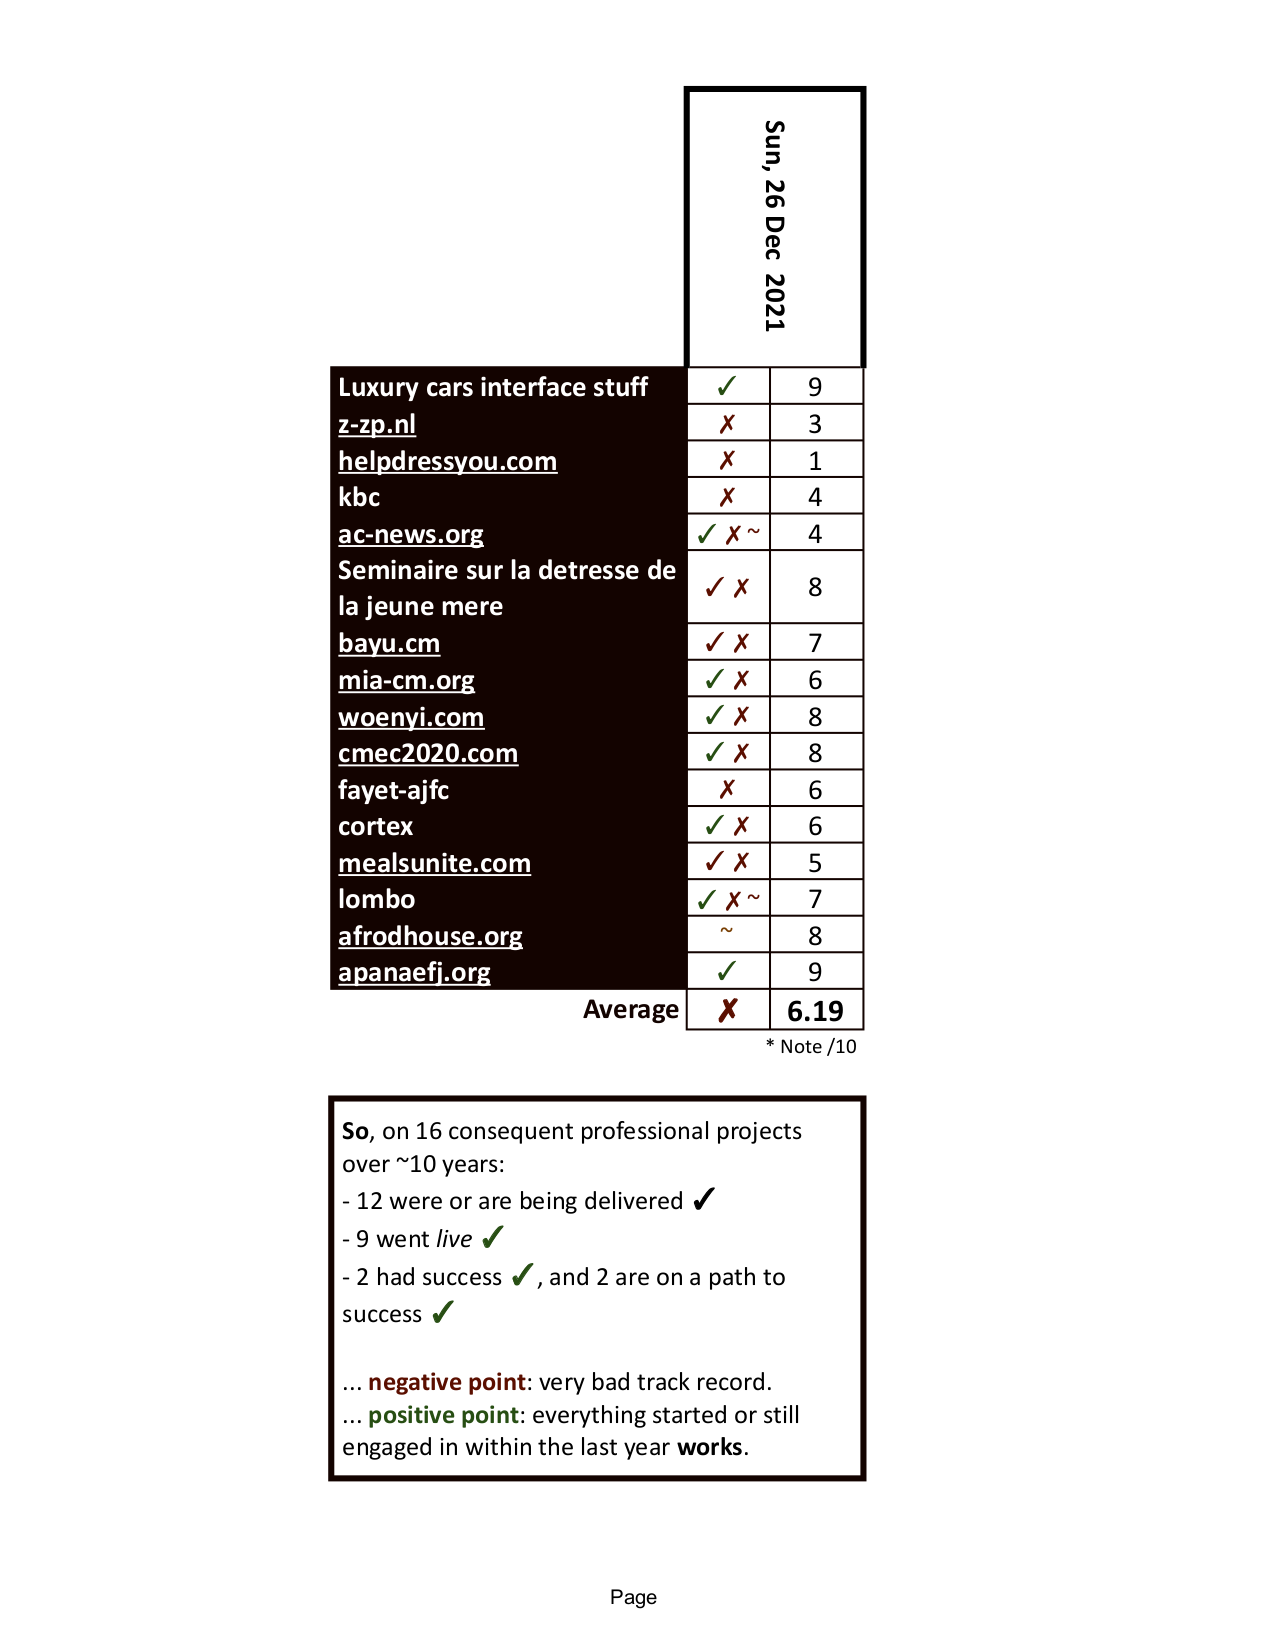 Sun, 26 Dec 2021
Luxury cars interface stuff ✓ 9
z-zp.nl ✗ 3
helpdressyou.com ✗ 1
kbc ✗ 4
ac-news.org ✓ ✗ ~ 4
Seminaire sur la detresse de
la jeune mere ✓ ✗ 8
bayu.cm ✓ ✗ 7
mia-cm.org ✓ ✗ 6
woenyi.com ✓ ✗ 8
cmec2020.com ✓ ✗ 8
fayet-ajfc ✗ 6
cortex ✓ ✗ 6
mealsunite.com ✓ ✗ 5
lombo ✓ ✗ ~ 7
afrodhouse.org ~ 8
apanaefj.org ✓ 9
Average ✗ 6.19
* Note /10
So, on 16 consequent professional projects
over ~10 years:
- 12 were or are being delivered ✓
- 9 went live ✓
- 2 had success ✓, and 2 are on a path to
success ✓
... negative point: very bad track record.
... positive point: everything started or still
engaged in within the last year works.
Page